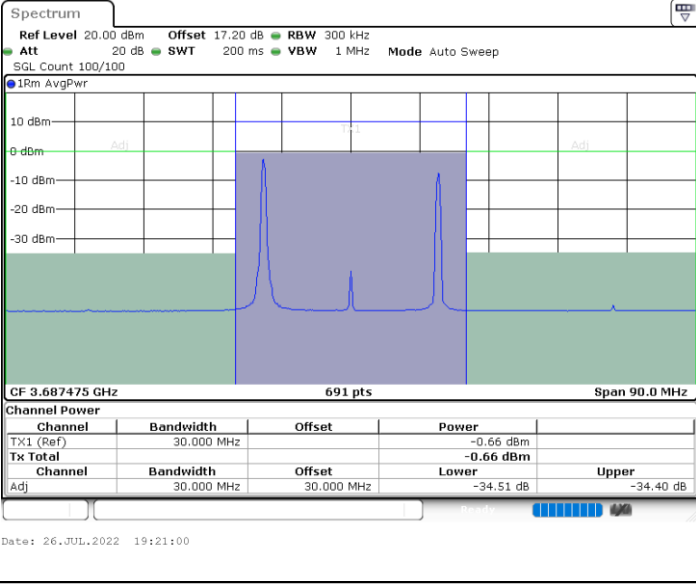 Spectrum
Ref Level 20.00 dBm Offset 17.20 dB RBW 300 kHz
Att 20 dB SWT 200 ms VBW 1 MHz Mode Auto Sweep
SGL Count 100/100
1Rm AvgPwr
10 dBm
TX1
Adj
Adj
0 dBm
-10 dBm
-20 dBm
-30 dBm
CF 3.687475 GHz 691 pts Span 90.0 MHz
Channel Power
Channel Bandwidth Offset Power
TX1 (Ref) 30.000 MHz -0.66 dBm
Tx Total -0.66 dBm
Channel Bandwidth Offset Lower Upper
Adj 30.000 MHz 30.000 MHz -34.51 dB -34.40 dB
Ready
Date: 26.JUL.2022 19:21:00